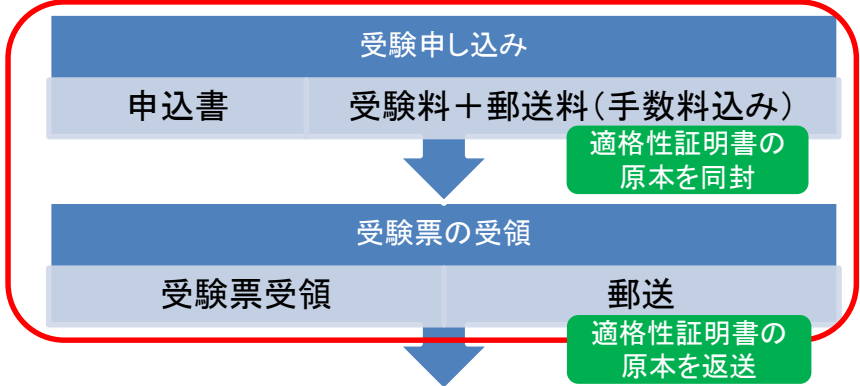 受験申し込み
申込書
受験料＋郵送料（手数料込み）
適格性証明書の
原本を同封
受験票の受領
受験票受領
郵送
適格性証明書の
原本を返送